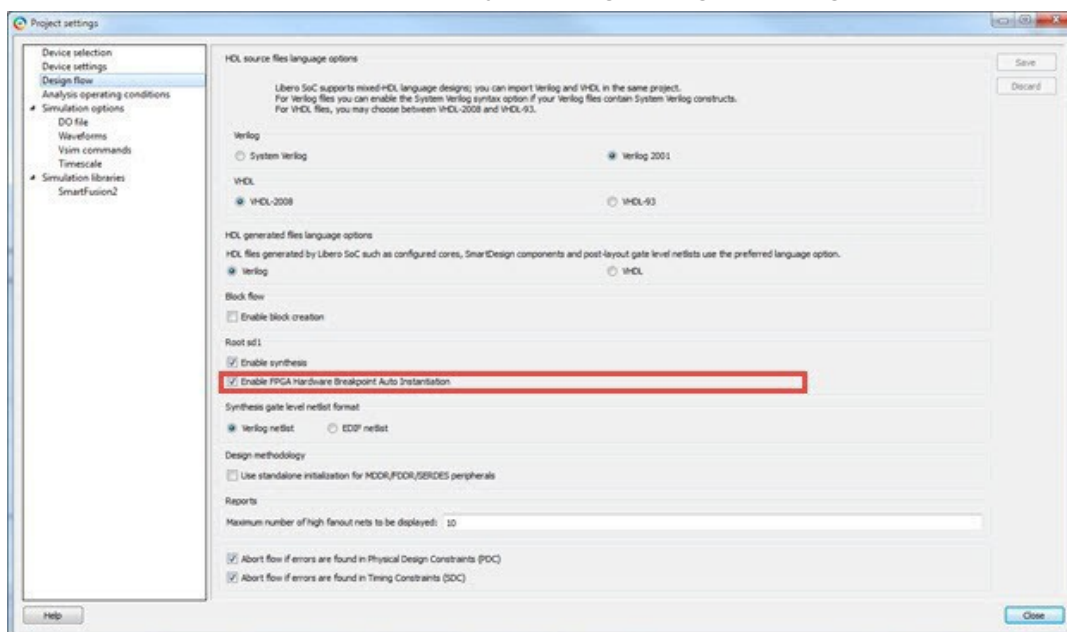 Project settings
Device selection
Device settings
Design flow
Analysis operating conditions
Simulation options
DO file
Waveforms
Vsim commands
Timescale
Simulation libraries
SmartFusion2
HDL source files language options
Libero SoC supports mixed-HDL language designs; you can import Verilog and VHDL in the same project.
For Verilog files you can enable the System Verilog syntax option if your Verilog files contain System Verilog constructs.
For VHDL files, you may choose between VHDL-2008 and VHDL-93.
Verilog
System Verilog Verilog 2001
VHDL
VHDL-2008 VHDL-93
HDL generated files language options
HDL files generated by Libero SoC such as configured cores, SmartDesign components and post-layout gate level netlists use the preferred language option.
Verilog VHDL
Block flow
Enable block creation
Root sd1
Enable synthesis
Enable FPGA Hardware Breakpoint Auto Instantiation
Synthesis gate level netlist format
Verilog netlist EDIF netlist
Design methodology
Use standalone initialization for MDDR/FDDR/SERDES peripherals
Reports
Maximum number of high fanout nets to be displayed: 10
Abort flow if errors are found in Physical Design Constraints (PDC)
Abort flow if errors are found in Timing Constraints (SDC)
Save
Discard
Help
Close